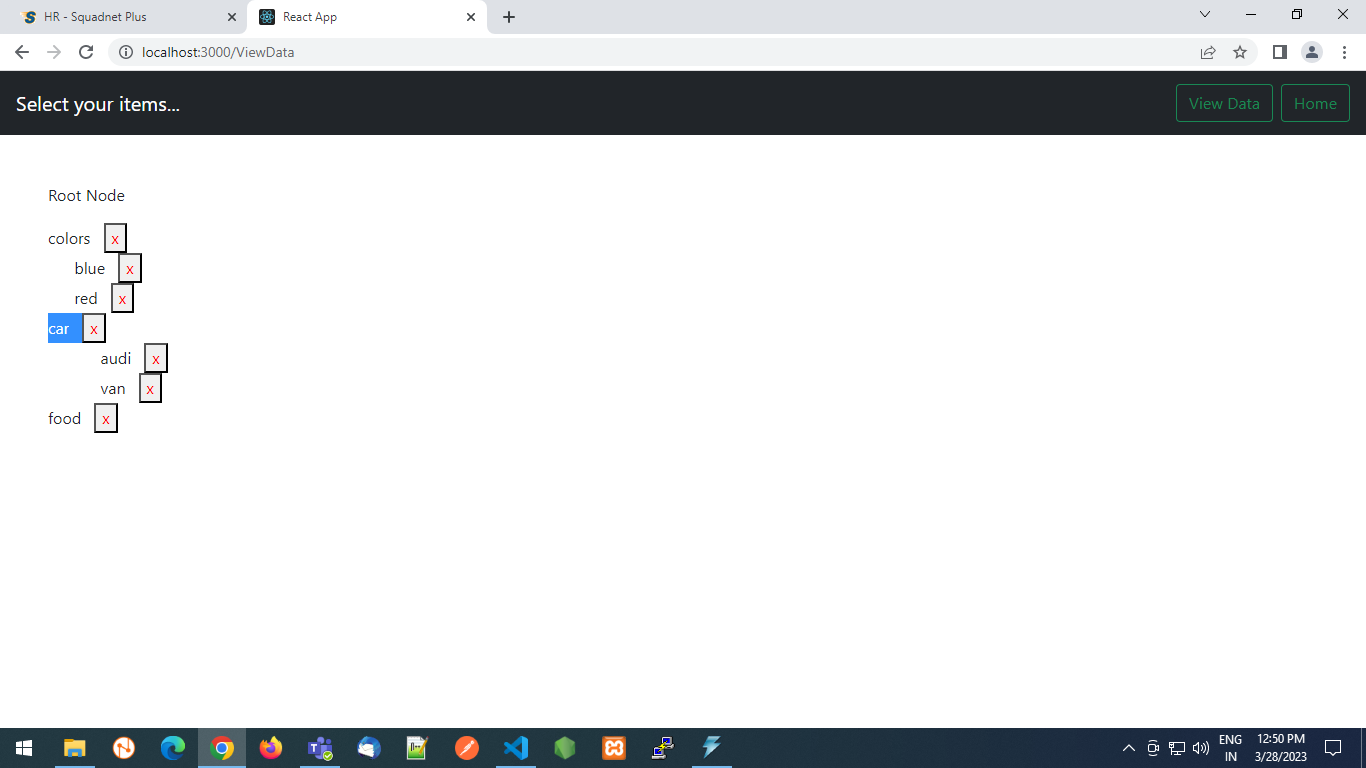 HR - Squadnet Plus
React App
localhost:3000/ViewData
Select your items...
View Data
Home
Root Node
colors x
blue x
red x
car x
audi x
van x
food x
ENG
IN
12:50 PM
3/28/2023